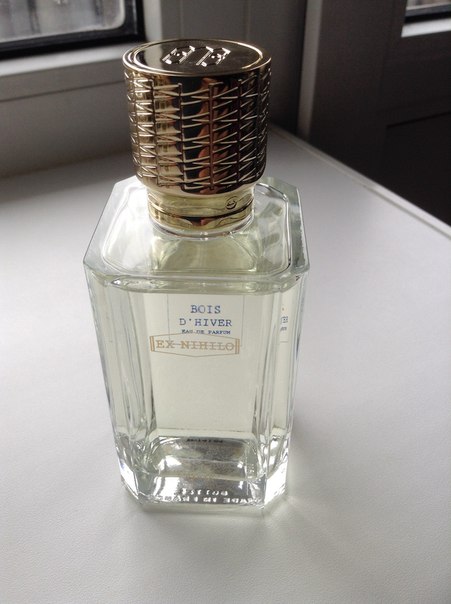 BOIS
D'HIVER
EAU DE PARFUM
EX NIHILO